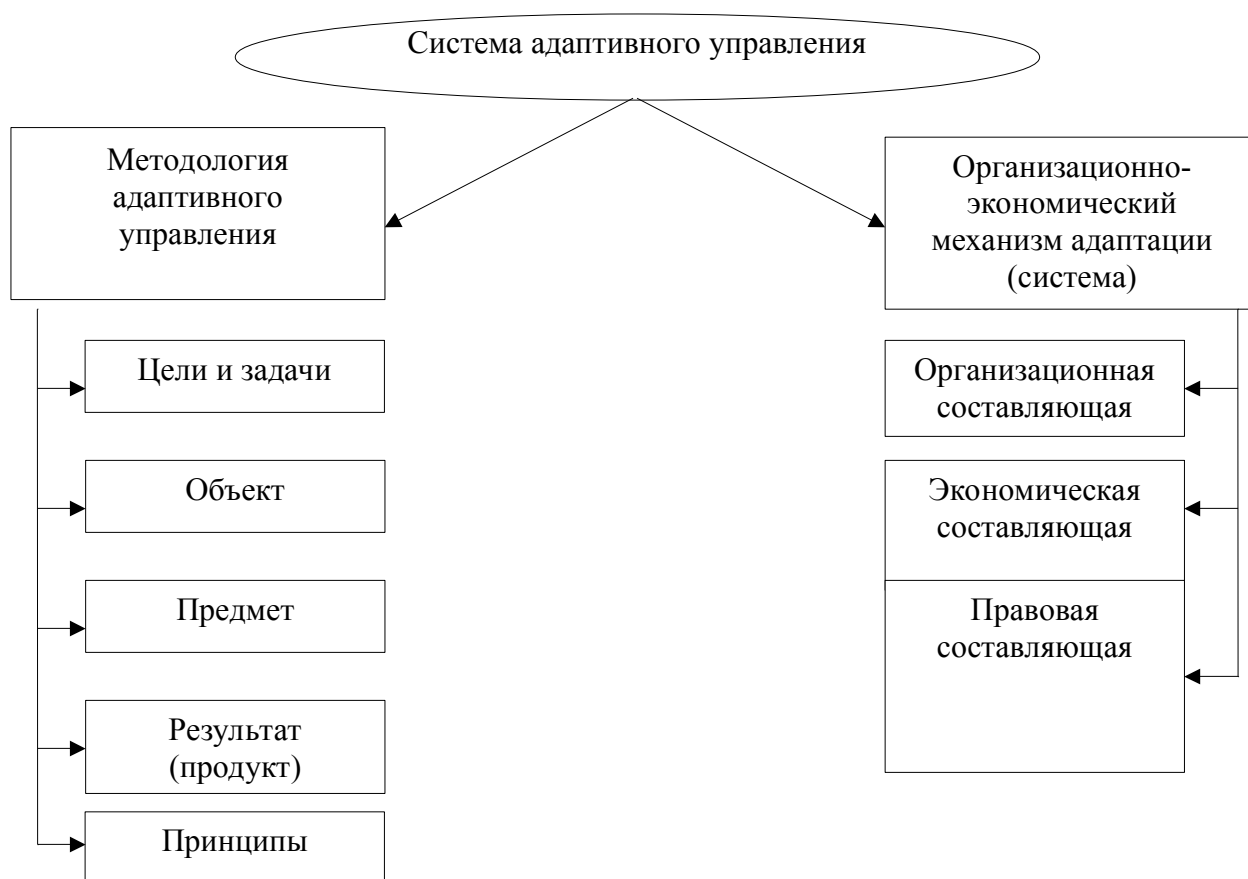 Система адаптивного управления
Методология
адаптивного
управления
Организационно-
экономический
механизм адаптации
(система)
Цели и задачи
Объект
Предмет
Результат
(продукт)
Принципы
Организационная
составляющая
Экономическая
составляющая
Правовая
составляющая